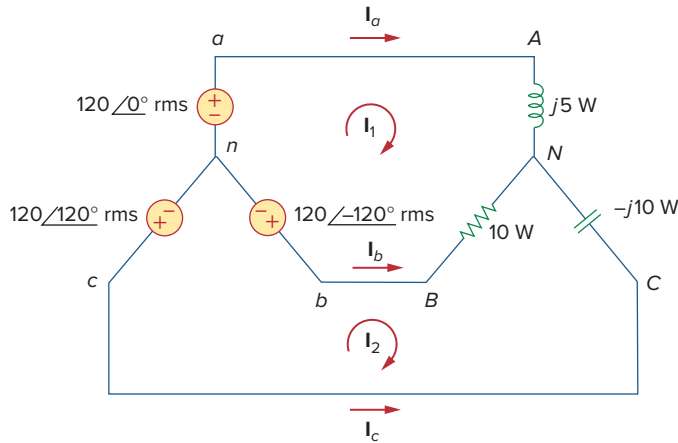 I_a
a
A
120 /0° rms
+
−
j5 W
I_1
n
N
120/120° rms
+ −
− +
120 /−120° rms
10 W
−j10 W
I_b
c
b
B
C
I_2
I_c